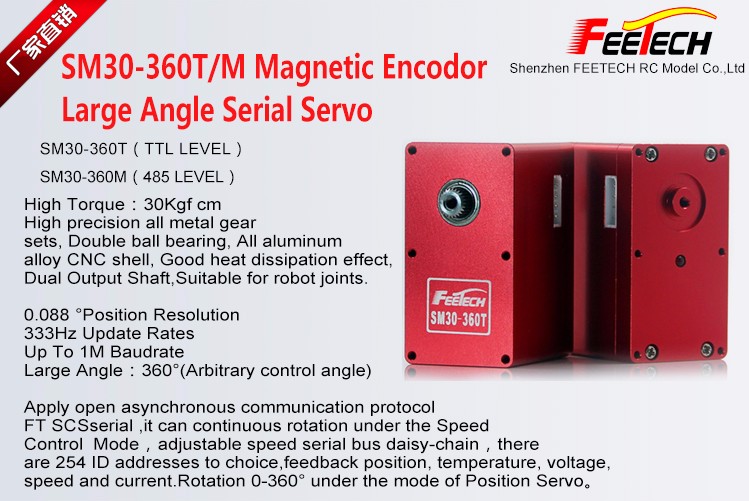 厂家直销
FEETECH
Shenzhen FEETECH RC Model Co.,Ltd
SM30-360T/M Magnetic Encodor
Large Angle Serial Servo
SM30-360T ( TTL LEVEL )
SM30-360M ( 485 LEVEL )
High Torque：30Kgf cm
High precision all metal gear
sets, Double ball bearing, All aluminum
alloy CNC shell, Good heat dissipation effect,
Dual Output Shaft,Suitable for robot joints.
0.088 °Position Resolution
333Hz Update Rates
Up To 1M Baudrate
Large Angle：360°(Arbitrary control angle)
Apply open asynchronous communication protocol
FT SCSserial ,it can continuous rotation under the Speed
Control Mode，adjustable speed serial bus daisy-chain，there
are 254 ID addresses to choice,feedback position, temperature, voltage,
speed and current.Rotation 0-360° under the mode of Position Servo。
FEETECH
SM30-360T